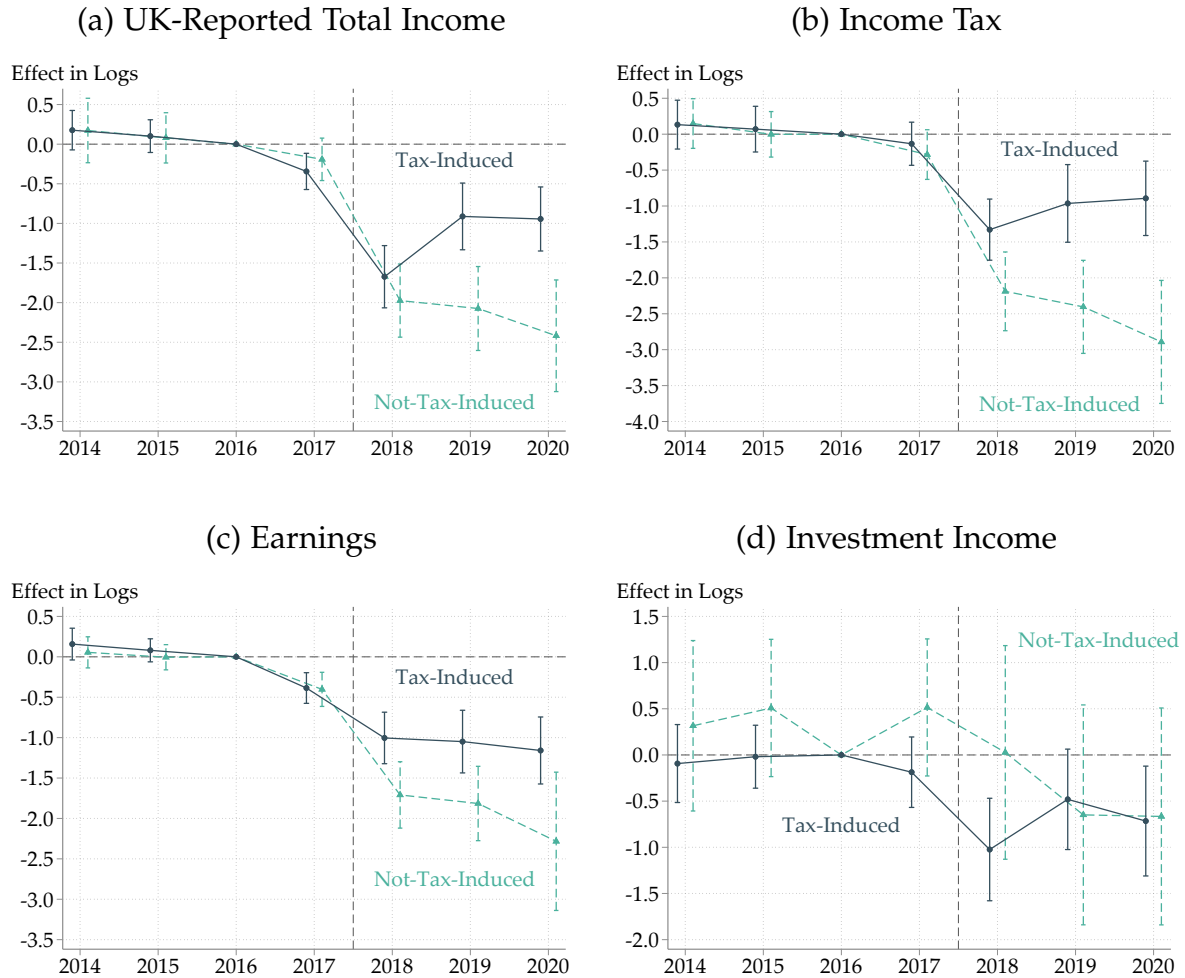 (a) UK-Reported Total Income
Effect in Logs
0.5
0.0
-0.5
-1.0
-1.5
-2.0
-2.5
-3.0
-3.5
Tax-Induced
Not-Tax-Induced
2014 2015 2016 2017 2018 2019 2020
(b) Income Tax
Effect in Logs
0.5
0.0
-0.5
-1.0
-1.5
-2.0
-2.5
-3.0
-3.5
-4.0
Tax-Induced
Not-Tax-Induced
2014 2015 2016 2017 2018 2019 2020
(c) Earnings
Effect in Logs
0.5
0.0
-0.5
-1.0
-1.5
-2.0
-2.5
-3.0
-3.5
Tax-Induced
Not-Tax-Induced
2014 2015 2016 2017 2018 2019 2020
(d) Investment Income
Effect in Logs
1.5
1.0
0.5
0.0
-0.5
-1.0
-1.5
-2.0
Not-Tax-Induced
Tax-Induced
2014 2015 2016 2017 2018 2019 2020